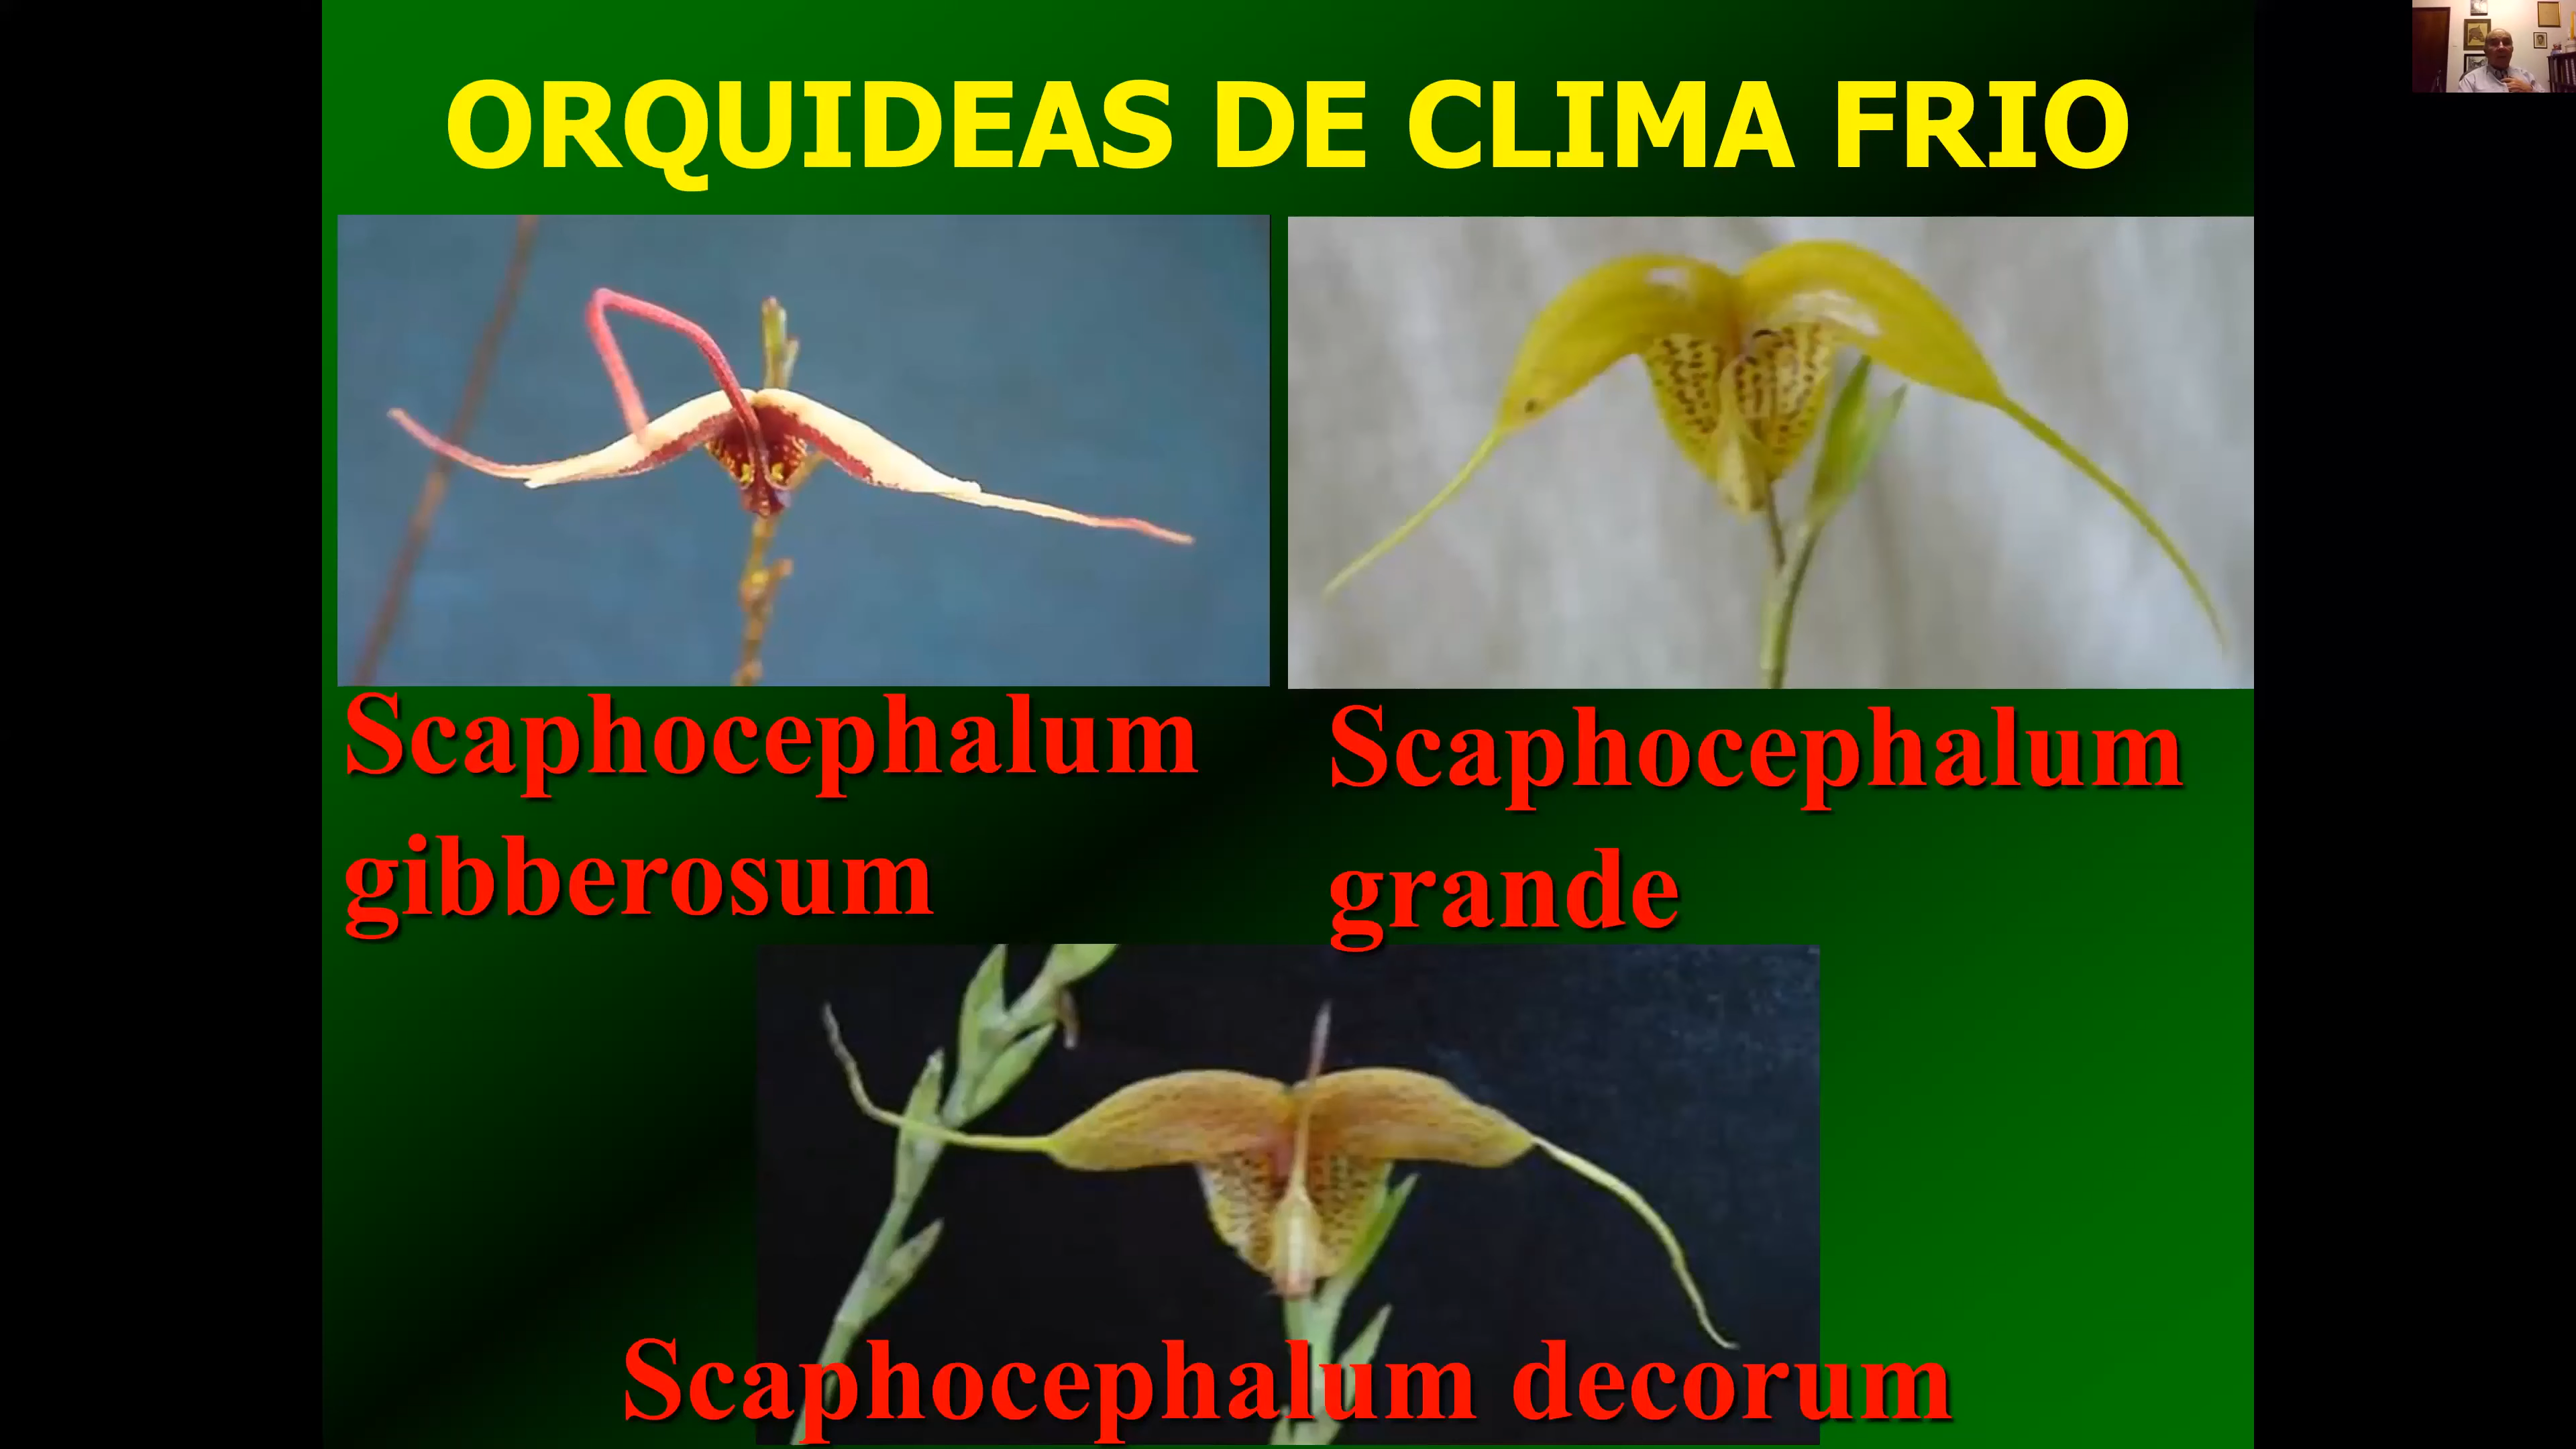 ORQUIDEAS DE CLIMA FRIO
Scaphocephalum
gibberosum
Scaphocephalum
grande
Scaphocephalum decorum